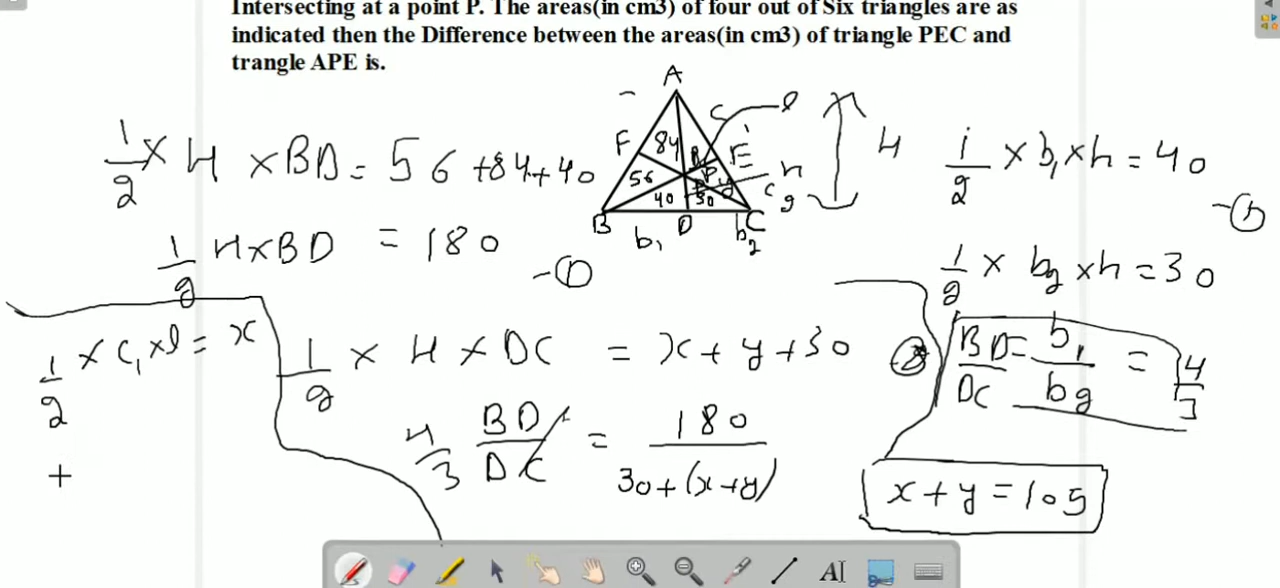 Intersecting at a point P. The areas(in cm3) of four out of Six triangles are as
indicated then the Difference between the areas(in cm3) of triangle PEC and
trangle APE is.
1/2 × H × BD = 56 + 84 + 40
1/2 H × BD = 180 - ①
A
F 84 E
56 P
40 30
B D C
b1 b2
H
h
1/2 × b1 × h = 40 - ①
1/2 × b2 × h = 30
BD/DC = b1/b2 = 4/3
1/2 × c1 × l = x
+
1/2 × H × DC = x + y + 30 ②
4/3 BD/DC = 180/30+(x+y)
x + y = 105
AI